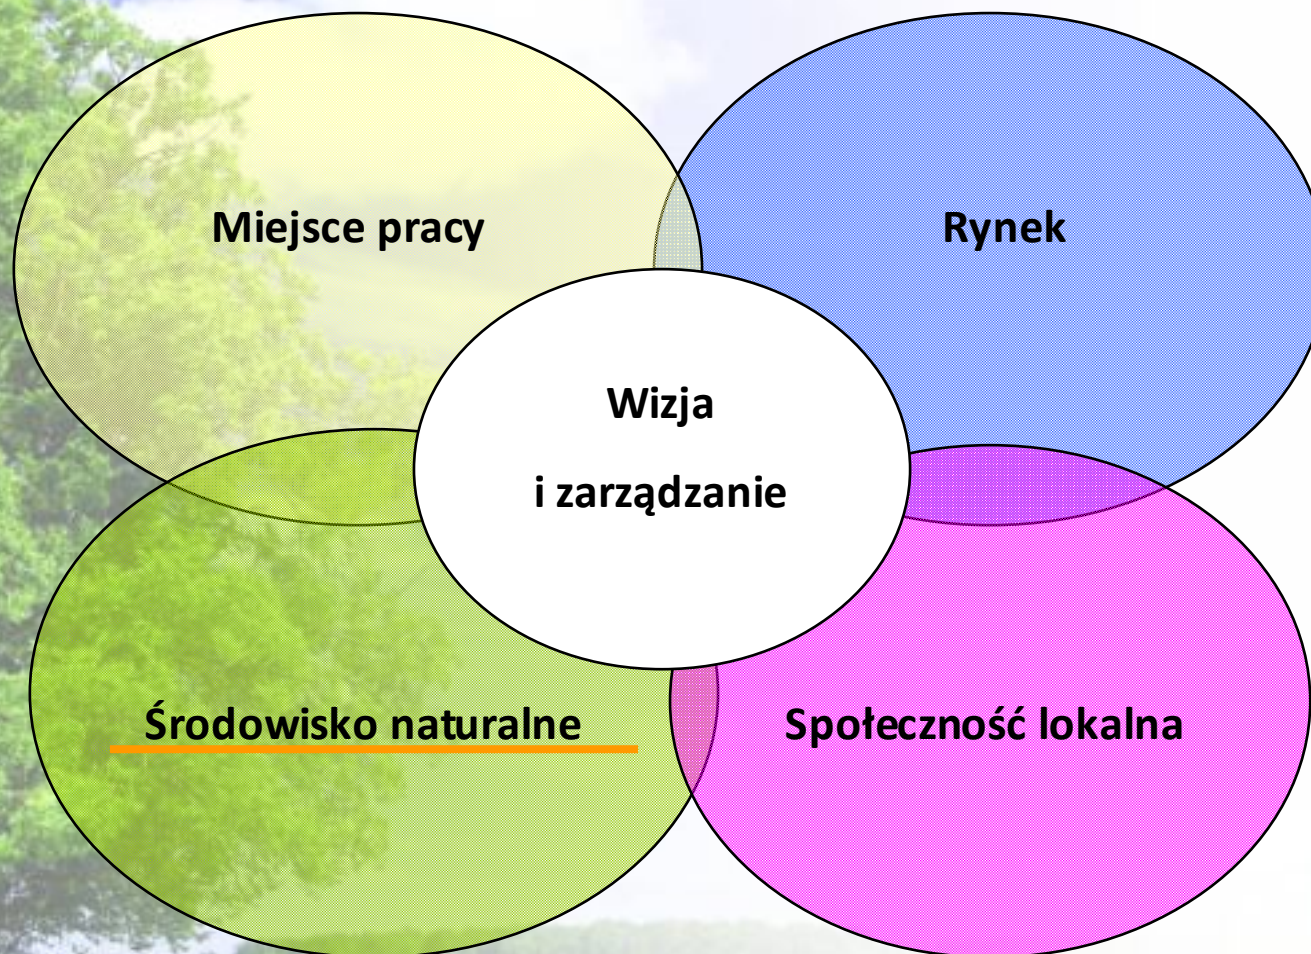 Miejsce pracy
Rynek
Wizja
i zarządzanie
Środowisko naturalne
Społeczność lokalna